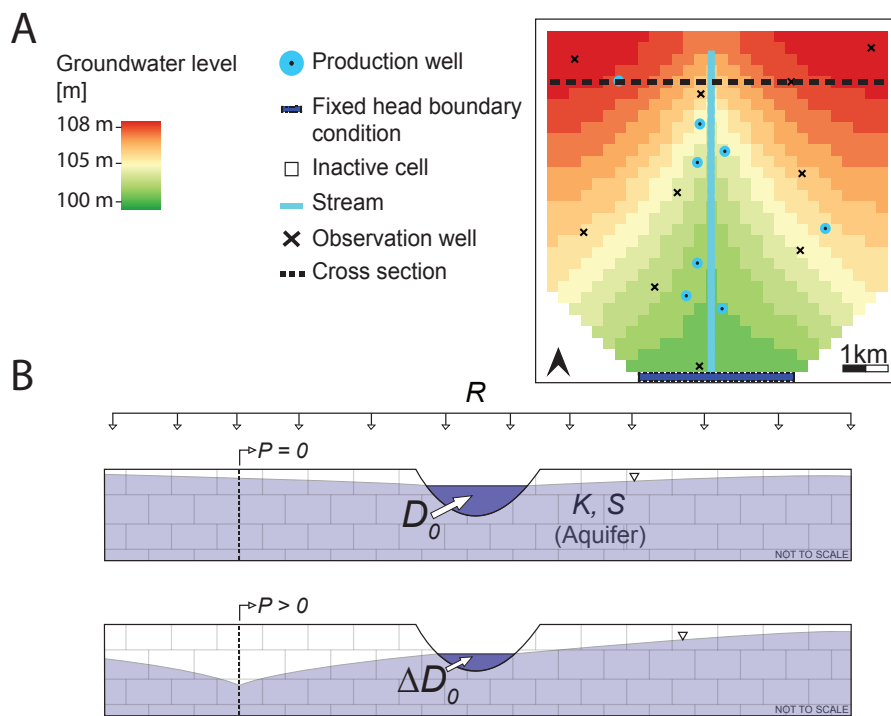 A
Groundwater level
[m]
108 m
105 m
100 m
Production well
Fixed head boundary
condition
Inactive cell
Stream
Observation well
Cross section
1km
B
R
P = 0
D₀
K, S
(Aquifer)
NOT TO SCALE
P > 0
ΔD₀
NOT TO SCALE